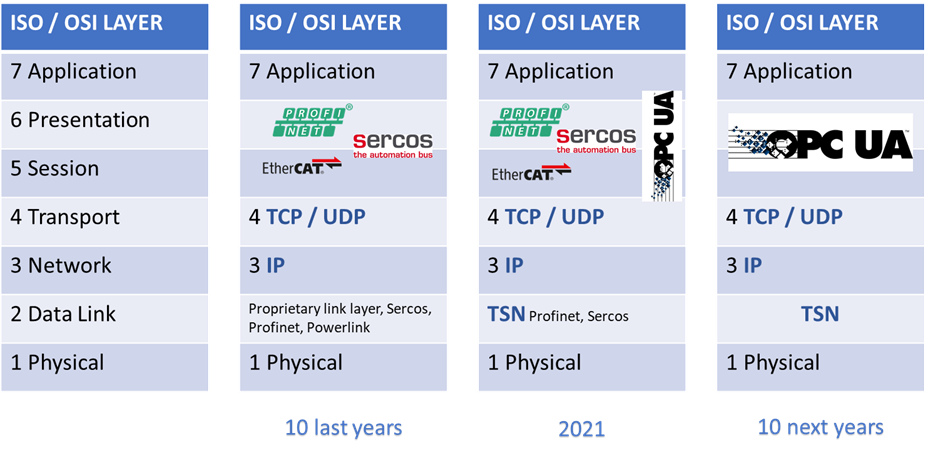 ISO / OSI LAYER
7 Application
6 Presentation
5 Session
4 Transport
3 Network
2 Data Link
1 Physical
ISO / OSI LAYER
7 Application
PROFI
NET®
sercos
the automation bus
EtherCAT®
4 TCP / UDP
3 IP
Proprietary link layer, Sercos,
Profinet, Powerlink
1 Physical
10 last years
ISO / OSI LAYER
7 Application
PROFI
NET®
sercos
the automation bus
EtherCAT®
OPC UA
4 TCP / UDP
3 IP
TSN Profinet, Sercos
1 Physical
2021
ISO / OSI LAYER
7 Application
OPC UA™
4 TCP / UDP
3 IP
TSN
1 Physical
10 next years